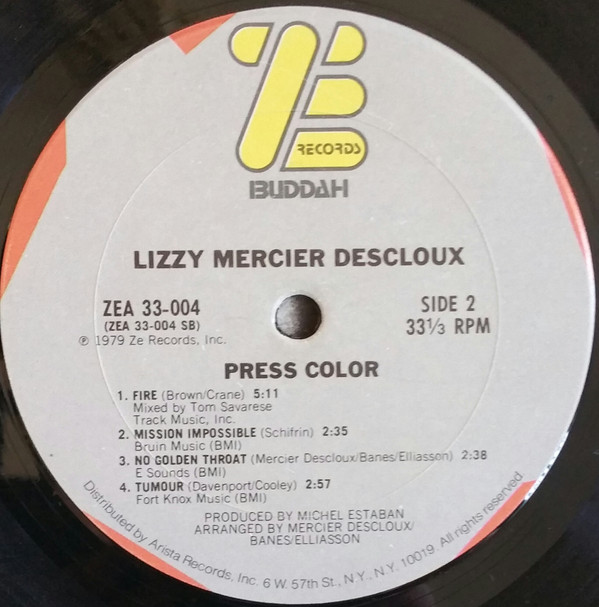 ZE
RECORDS
BUDDAH
LIZZY MERCIER DESCLOUX
ZEA 33-004
(ZEA 33-004 SB)
℗ 1979 Ze Records, Inc.
SIDE 2
33⅓ RPM
PRESS COLOR
1. FIRE (Brown/Crane) 5:11
Mixed by Tom Savarese
Track Music, Inc.
2. MISSION IMPOSSIBLE (Schifrin) 2:35
Bruin Music (BMI)
3. NO GOLDEN THROAT (Mercier Descloux/Banes/Elliasson) 2:38
E Sounds (BMI)
4. TUMOUR (Davenport/Cooley) 2:57
Fort Knox Music (BMI)
PRODUCED BY MICHEL ESTABAN
ARRANGED BY MERCIER DESCLOUX/
BANES/ELLIASSON
Distributed by Arista Records, Inc. 6 W. 57th St., N.Y., N.Y. 10019. All rights reserved.